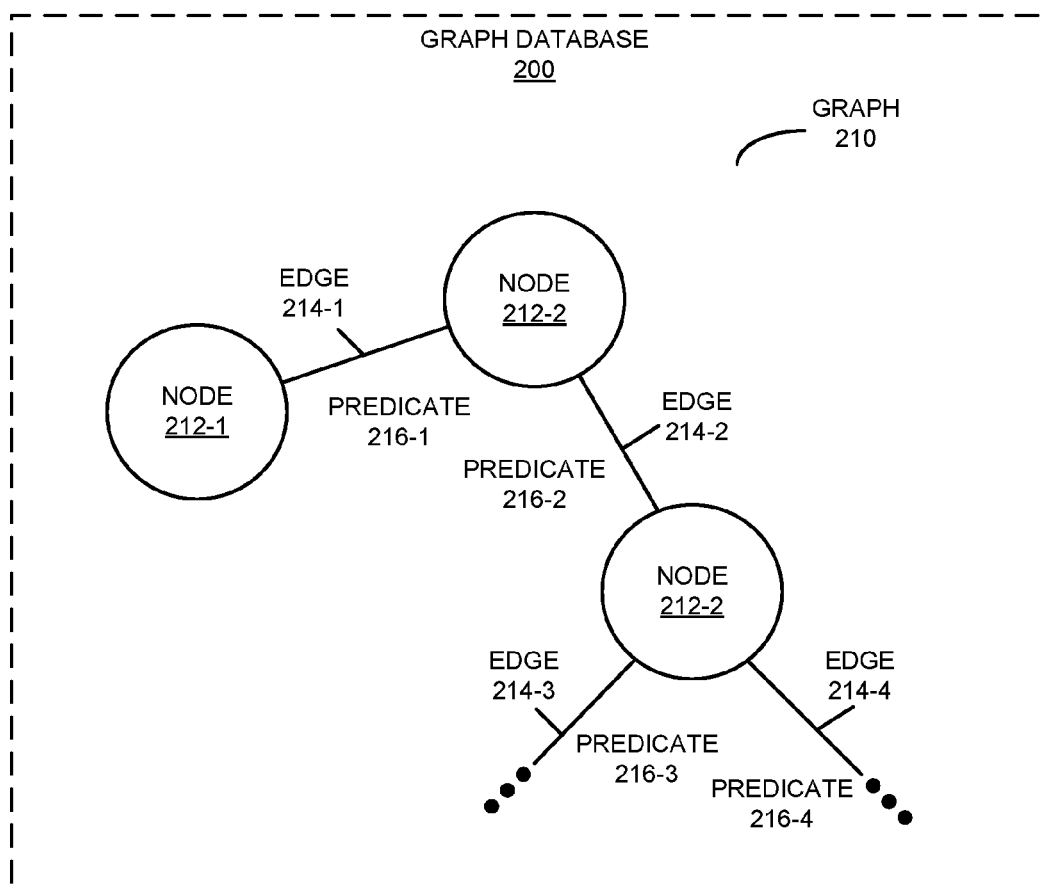 GRAPH DATABASE
200
GRAPH
210
EDGE
214-1
NODE
212-2
NODE
212-1
PREDICATE
216-1
EDGE
214-2
PREDICATE
216-2
NODE
212-2
EDGE
214-3
EDGE
214-4
PREDICATE
216-3
PREDICATE
216-4